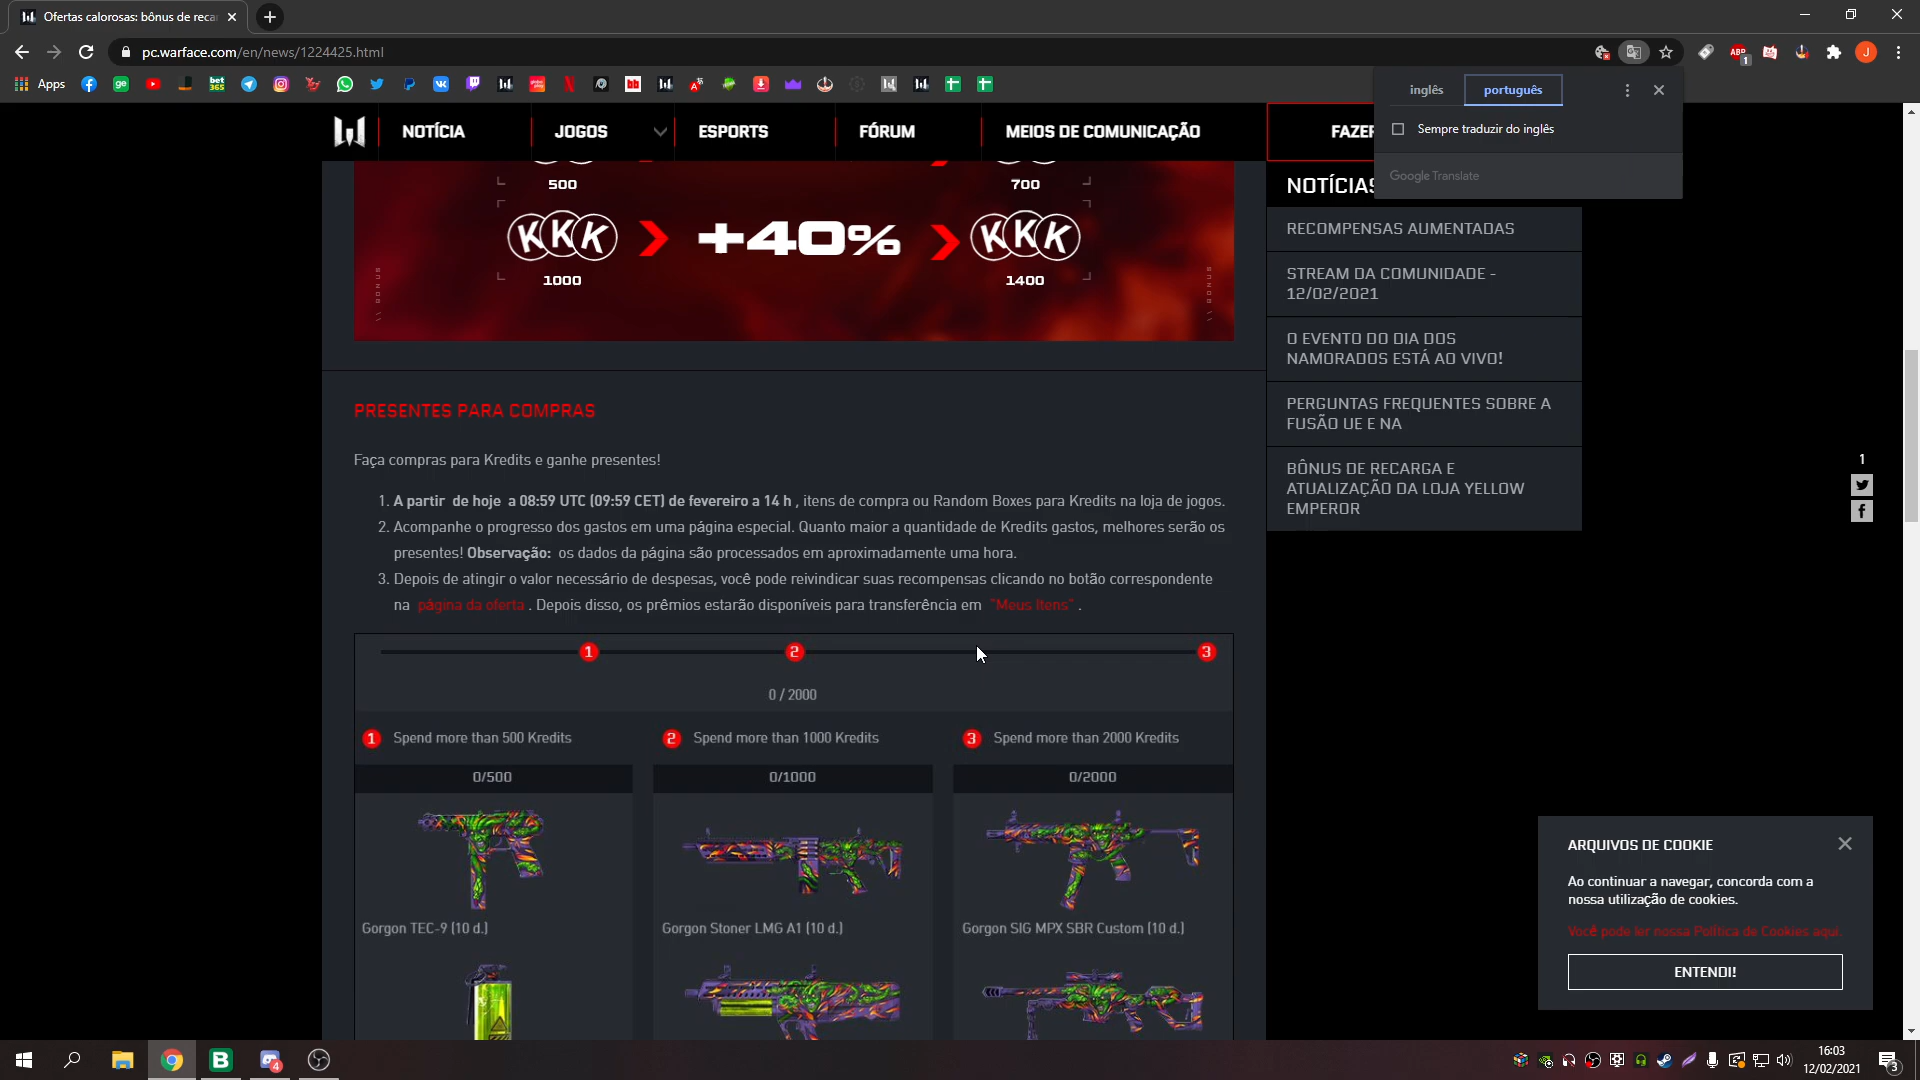 Ofertas calorosas: bônus de reca
pc.warface.com/en/news/1224425.html
Apps
inglês
português
Sempre traduzir do inglês
Google Translate
NOTÍCIA
JOGOS
ESPORTS
FÓRUM
MEIOS DE COMUNICAÇÃO
FAZER
500
700
KKK
+40%
KKK
1000
1400
NOTÍCIAS
RECOMPENSAS AUMENTADAS
STREAM DA COMUNIDADE -
12/02/2021
O EVENTO DO DIA DOS
NAMORADOS ESTÁ AO VIVO!
PERGUNTAS FREQUENTES SOBRE A
FUSÃO UE E NA
BÔNUS DE RECARGA E
ATUALIZAÇÃO DA LOJA YELLOW
EMPEROR
1
PRESENTES PARA COMPRAS
Faça compras para Kredits e ganhe presentes!
1. A partir de hoje a 08:59 UTC (09:59 CET) de fevereiro a 14 h , itens de compra ou Random Boxes para Kredits na loja de jogos.
2. Acompanhe o progresso dos gastos em uma página especial. Quanto maior a quantidade de Kredits gastos, melhores serão os
presentes! Observação: os dados da página são processados em aproximadamente uma hora.
3. Depois de atingir o valor necessário de despesas, você pode reivindicar suas recompensas clicando no botão correspondente
na página da oferta . Depois disso, os prêmios estarão disponíveis para transferência em "Meus Itens" .
1 2 3
0 / 2000
1 Spend more than 500 Kredits
2 Spend more than 1000 Kredits
3 Spend more than 2000 Kredits
0/500
0/1000
0/2000
Gorgon TEC-9 (10 d.)
Gorgon Stoner LMG A1 (10 d.)
Gorgon SIG MPX SBR Custom (10 d.)
ARQUIVOS DE COOKIE
Ao continuar a navegar, concorda com a
nossa utilização de cookies.
Você pode ler nossa Política de Cookies aqui.
ENTENDI!
16:03
12/02/2021